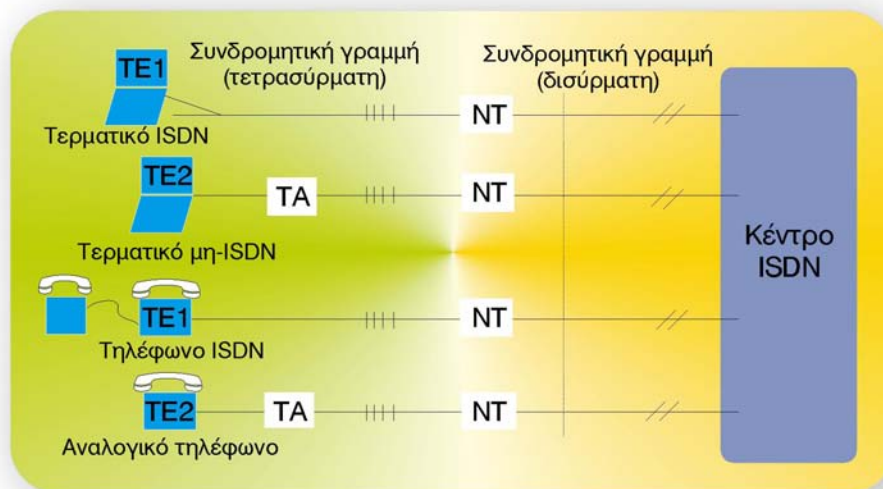 Συνδρομητική γραμμή
(τετρασύρματη)
Συνδρομητική γραμμή
(δισύρματη)
TE1
NT
Τερματικό ISDN
TE2
TA
NT
Τερματικό μη-ISDN
Κέντρο
ISDN
TE1
NT
Τηλέφωνο ISDN
TE2
TA
NT
Αναλογικό τηλέφωνο